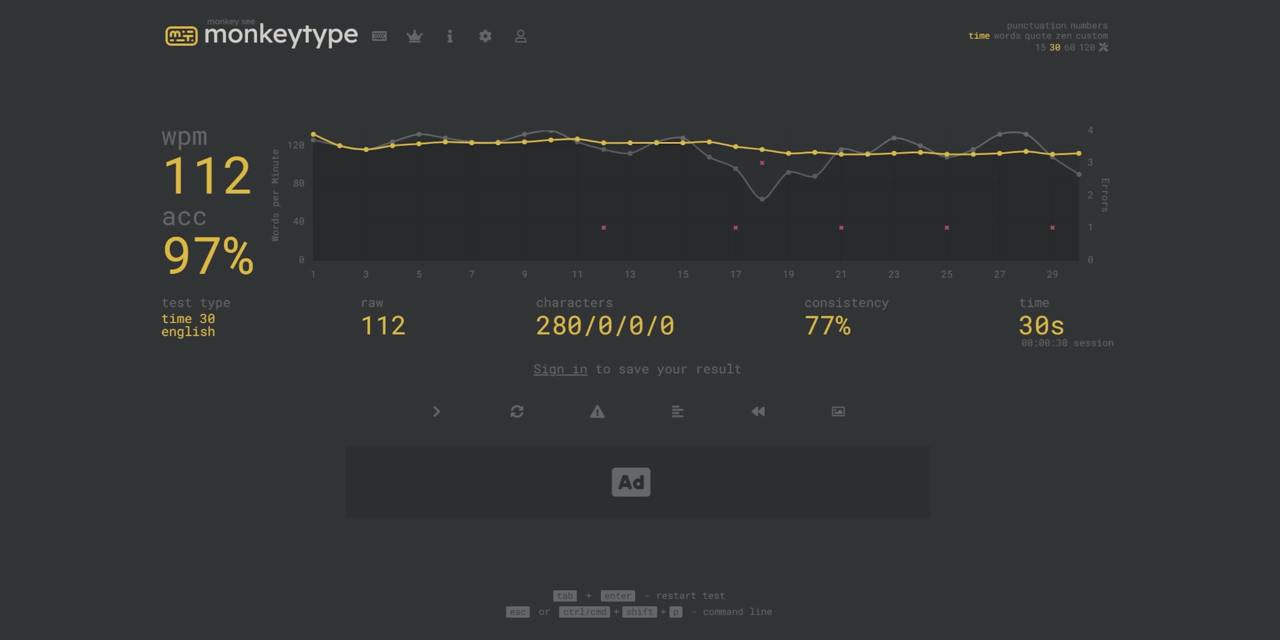 monkey see
monkeytype
punctuation numbers
time words quote zen custom
15 30 60 120
wpm
112
acc
97%
Words per Minute
120
80
40
0
4
3
2
1
0
Errors
1 3 5 7 9 11 13 15 17 19 21 23 25 27 29
test type
time 30
english
raw
112
characters
280/0/0/0
consistency
77%
time
30s
00:00:30 session
Sign in to save your result
Ad
tab + enter - restart test
esc or ctrl/cmd + shift + p - command line